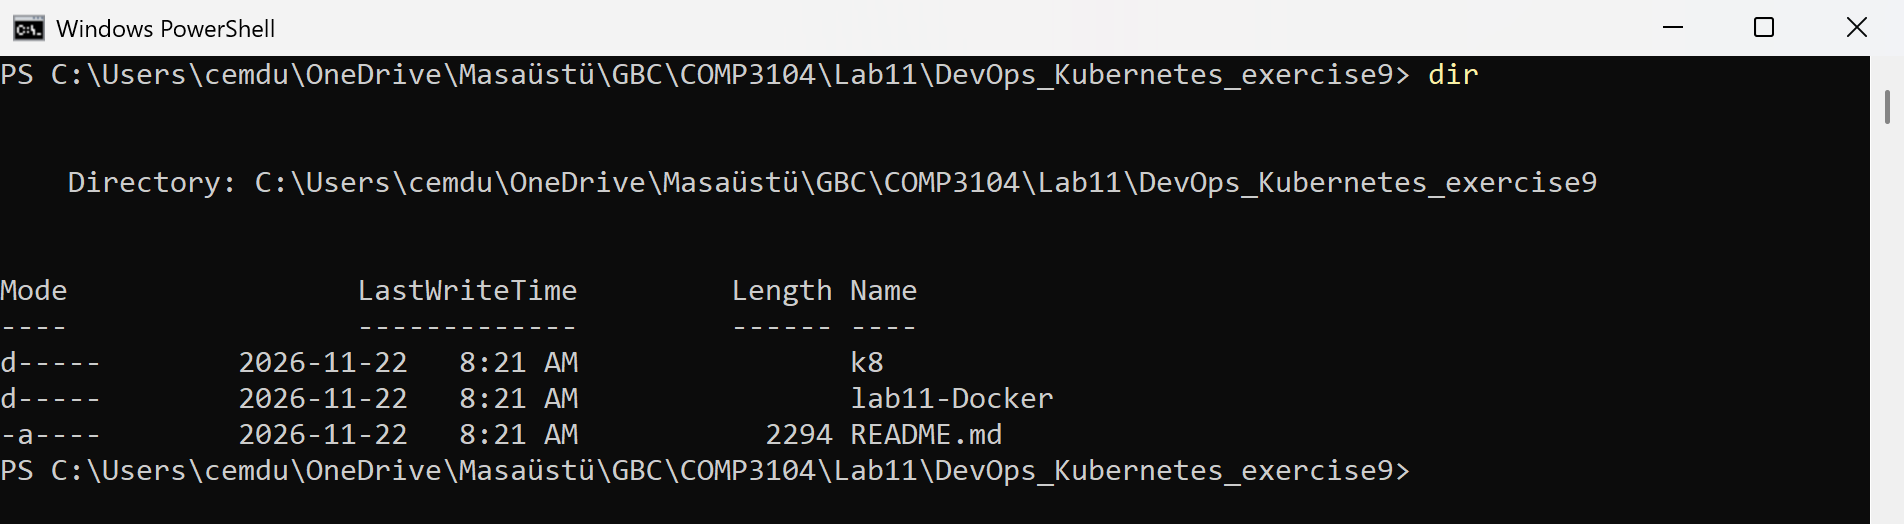 Windows PowerShell
PS C:\Users\cemdu\OneDrive\Masaüstü\GBC\COMP3104\Lab11\DevOps_Kubernetes_exercise9> dir
Directory: C:\Users\cemdu\OneDrive\Masaüstü\GBC\COMP3104\Lab11\DevOps_Kubernetes_exercise9
Mode                 LastWriteTime         Length Name
----                 -------------         ------ ----
d-----        2026-11-22   8:21 AM                k8
d-----        2026-11-22   8:21 AM                lab11-Docker
-a----        2026-11-22   8:21 AM           2294 README.md
PS C:\Users\cemdu\OneDrive\Masaüstü\GBC\COMP3104\Lab11\DevOps_Kubernetes_exercise9>